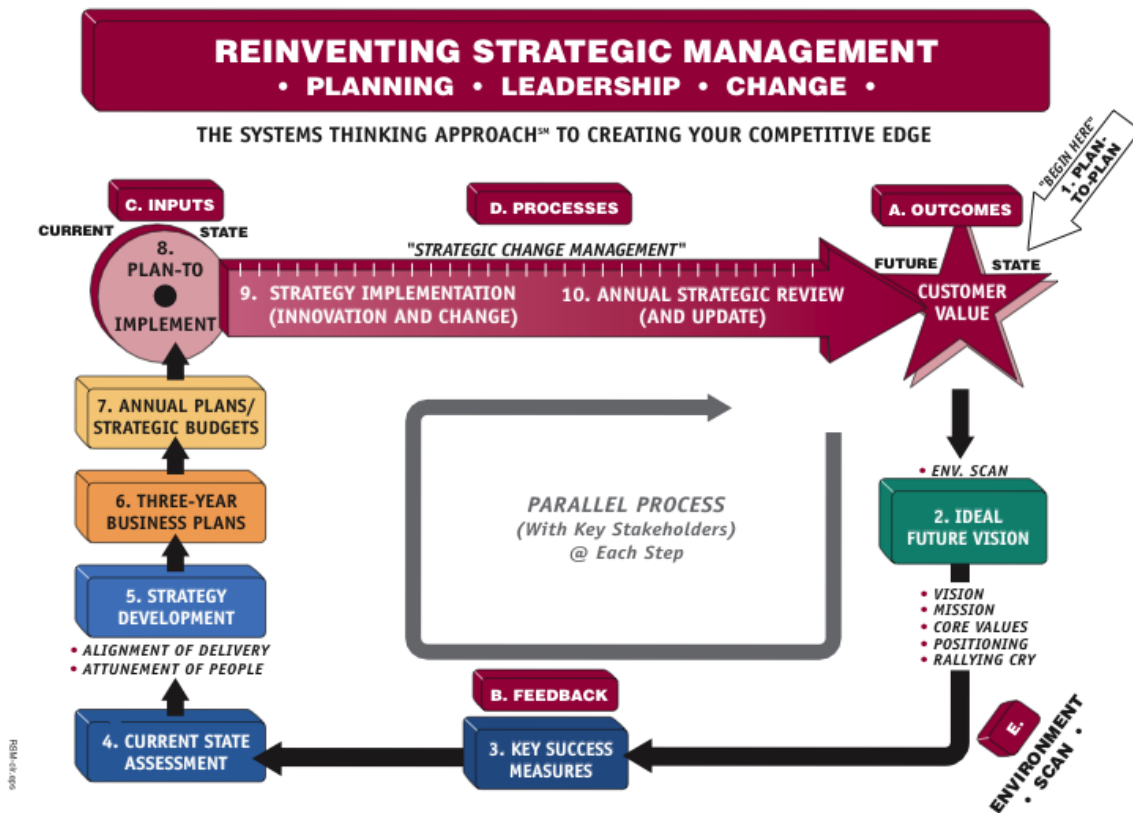 REINVENTING STRATEGIC MANAGEMENT
• PLANNING • LEADERSHIP • CHANGE •
THE SYSTEMS THINKING APPROACH℠ TO CREATING YOUR COMPETITIVE EDGE
"BEGIN HERE"
1. PLAN-
TO-PLAN
C. INPUTS
D. PROCESSES
A. OUTCOMES
CURRENT STATE
"STRATEGIC CHANGE MANAGEMENT"
FUTURE STATE
8.
PLAN-TO
IMPLEMENT
9. STRATEGY IMPLEMENTATION
(INNOVATION AND CHANGE)
10. ANNUAL STRATEGIC REVIEW
(AND UPDATE)
CUSTOMER
VALUE
7. ANNUAL PLANS/
STRATEGIC BUDGETS
• ENV. SCAN
6. THREE-YEAR
BUSINESS PLANS
PARALLEL PROCESS
(With Key Stakeholders)
@ Each Step
2. IDEAL
FUTURE VISION
5. STRATEGY
DEVELOPMENT
• ALIGNMENT OF DELIVERY
• ATTUNEMENT OF PEOPLE
• VISION
• MISSION
• CORE VALUES
• POSITIONING
• RALLYING CRY
B. FEEDBACK
4. CURRENT STATE
ASSESSMENT
3. KEY SUCCESS
MEASURES
E.
ENVIRONMENT
• SCAN •